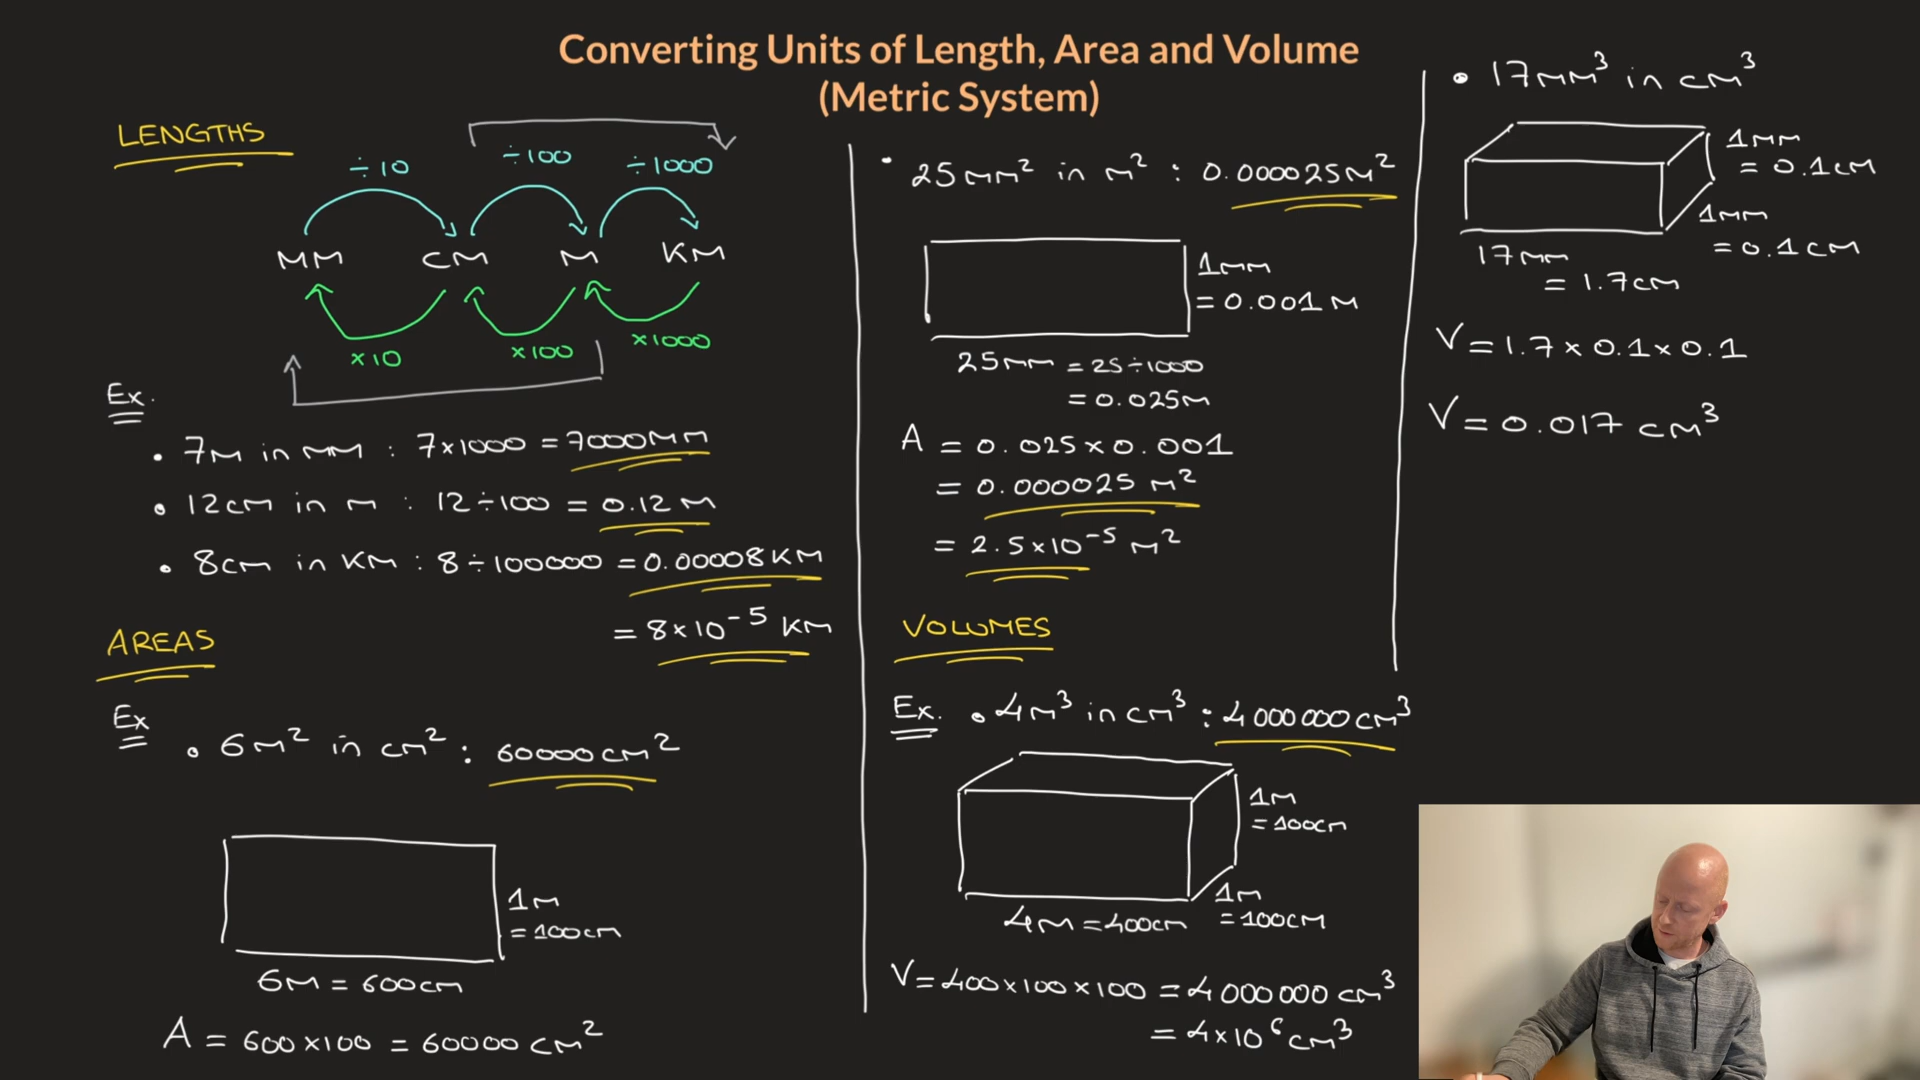 Converting Units of Length, Area and Volume
(Metric System)
LENGTHS
÷10 ÷100 ÷1000
MM CM M KM
×10 ×100 ×1000
Ex.
• 7M in MM : 7×1000 = 7000MM
• 12cm in m : 12÷100 = 0.12 M
• 8cm in KM : 8÷100000 = 0.00008 KM
= 8×10⁻⁵ KM
AREAS
Ex
• 6M² in cm² : 60000 cm²
1M
= 100cm
6M = 600cm
A = 600×100 = 60000 cm²
• 25mm² in m² : 0.000025M²
1mm
= 0.001 M
25mm = 25÷1000
= 0.025M
A = 0.025×0.001
= 0.000025 m²
= 2.5×10⁻⁵ m²
VOLUMES
Ex. • 4m³ in cm³ : 4 000 000 cm³
1M
= 100cm
1M
= 100cm
4M = 400cm
V = 400×100×100 = 4 000 000 cm³
= 4×10⁶ cm³
• 17mm³ in cm³
1mm
= 0.1cm
1mm
= 0.1cm
17mm
= 1.7cm
V = 1.7 × 0.1 × 0.1
V = 0.017 cm³